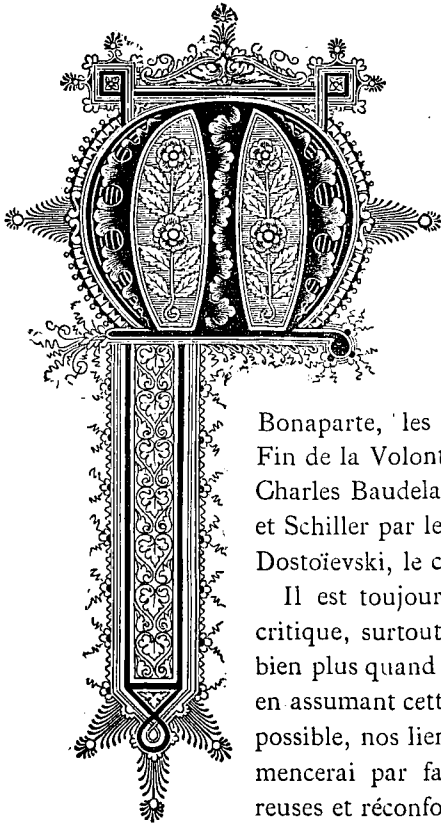 M
Bonaparte, les
Fin de la Volont
Charles Baudela
et Schiller par le
Dostoïevski, le c
Il est toujour
critique, surtout
bien plus quand
en assumant cett
possible, nos lien
mencerai par fa
reuses et réconfo